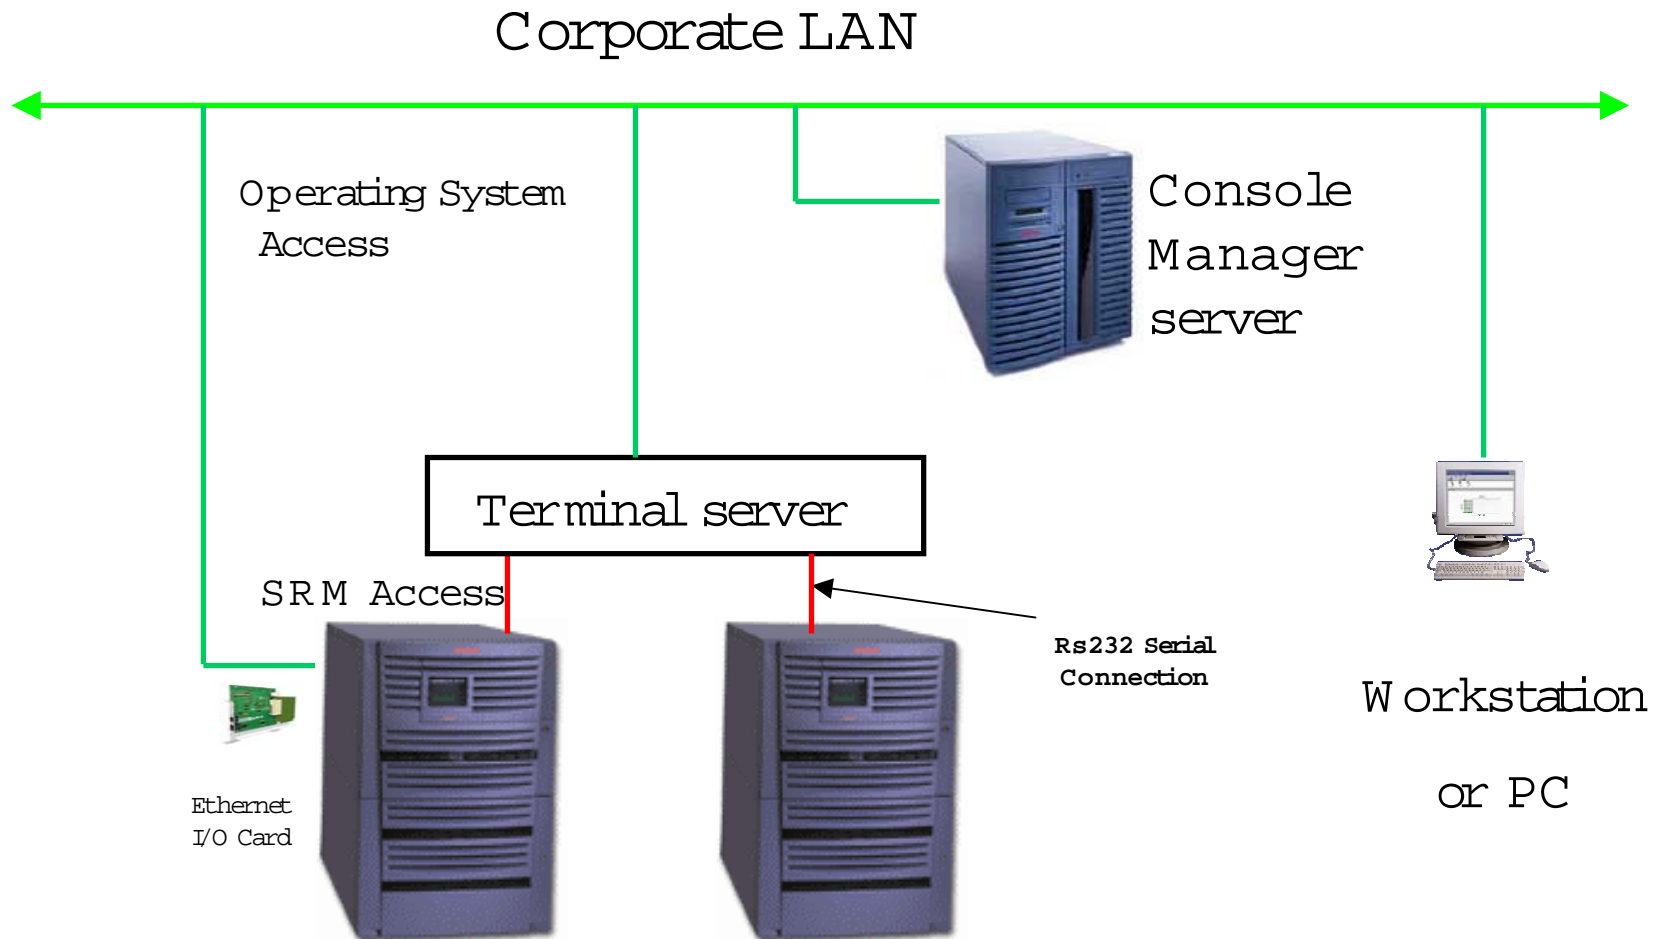 Corporate LAN
Operating System
Access
Console
Manager
server
Terminal server
SRM Access
Rs232 Serial
Connection
Ethernet
I/O Card
Workstation
or PC